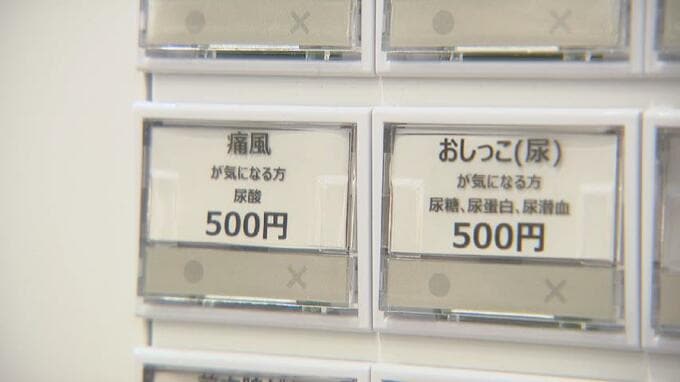 痛風
が気になる方
尿酸
500円
おしっこ(尿)
が気になる方
尿糖、尿蛋白、尿潜血
500円